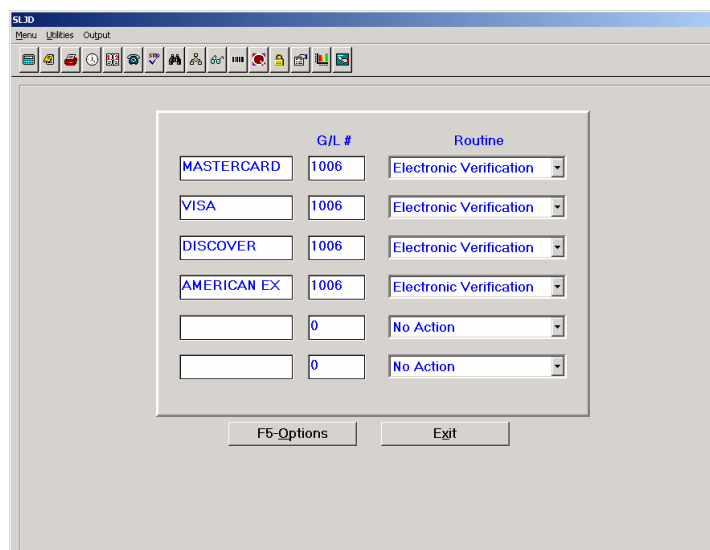 SLJD
Menu Utilities Output
G/L # Routine
MASTERCARD 1006 Electronic Verification
VISA 1006 Electronic Verification
DISCOVER 1006 Electronic Verification
AMERICAN EX 1006 Electronic Verification
0 No Action
0 No Action
F5-Options Exit